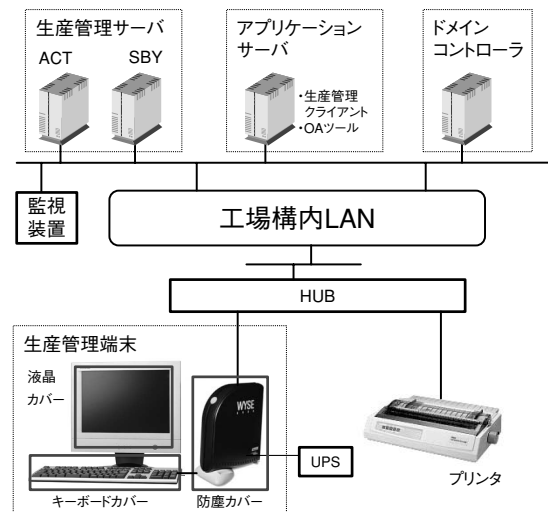 生産管理サーバ
ACT
SBY
アプリケーション
サーバ
・生産管理
クライアント
・OAツール
ドメイン
コントローラ
監視
装置
工場構内LAN
HUB
生産管理端末
液晶
カバー
WYSE
UPS
キーボードカバー
防塵カバー
プリンタ